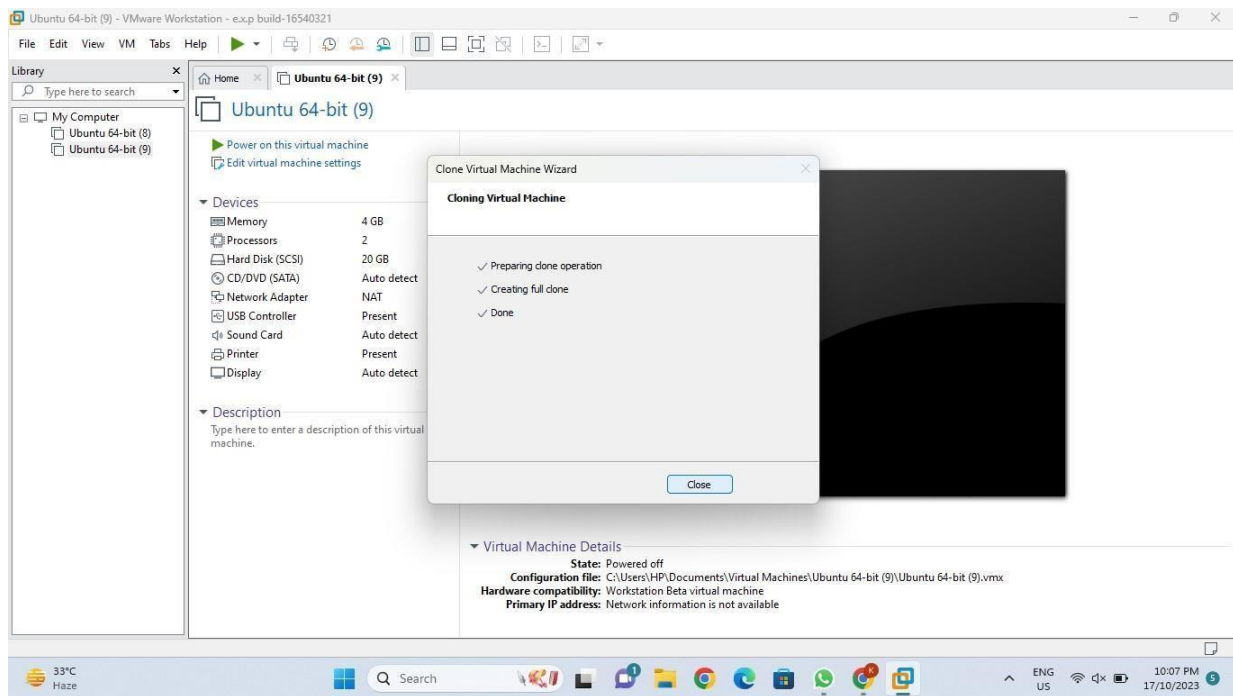 Ubuntu 64-bit (9) - VMware Workstation - e.x.p build-16540321
File Edit View VM Tabs Help
Library
Type here to search
My Computer
Ubuntu 64-bit (8)
Ubuntu 64-bit (9)
Home
Ubuntu 64-bit (9)
Ubuntu 64-bit (9)
Power on this virtual machine
Edit virtual machine settings
Devices
Memory 4 GB
Processors 2
Hard Disk (SCSI) 20 GB
CD/DVD (SATA) Auto detect
Network Adapter NAT
USB Controller Present
Sound Card Auto detect
Printer Present
Display Auto detect
Description
Type here to enter a description of this virtual
machine.
Clone Virtual Machine Wizard
Cloning Virtual Machine
Preparing clone operation
Creating full clone
Done
Close
Virtual Machine Details
State: Powered off
Configuration file: C:\Users\HP\Documents\Virtual Machines\Ubuntu 64-bit (9)\Ubuntu 64-bit (9).vmx
Hardware compatibility: Workstation Beta virtual machine
Primary IP address: Network information is not available
33°C
Haze
Search
1
K
ENG
US
10:07 PM
17/10/2023
5